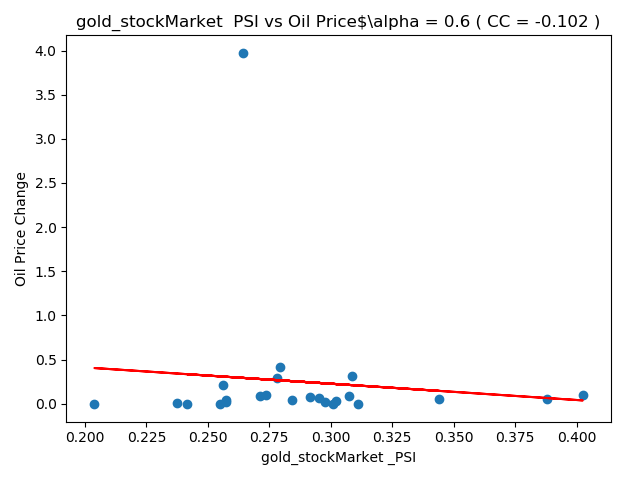 gold_stockMarket  PSI vs Oil Price$\alpha = 0.6 ( CC = -0.102 )
4.0
3.5
3.0
2.5
2.0
1.5
1.0
0.5
0.0
Oil Price Change
0.200 0.225 0.250 0.275 0.300 0.325 0.350 0.375 0.400
gold_stockMarket _PSI